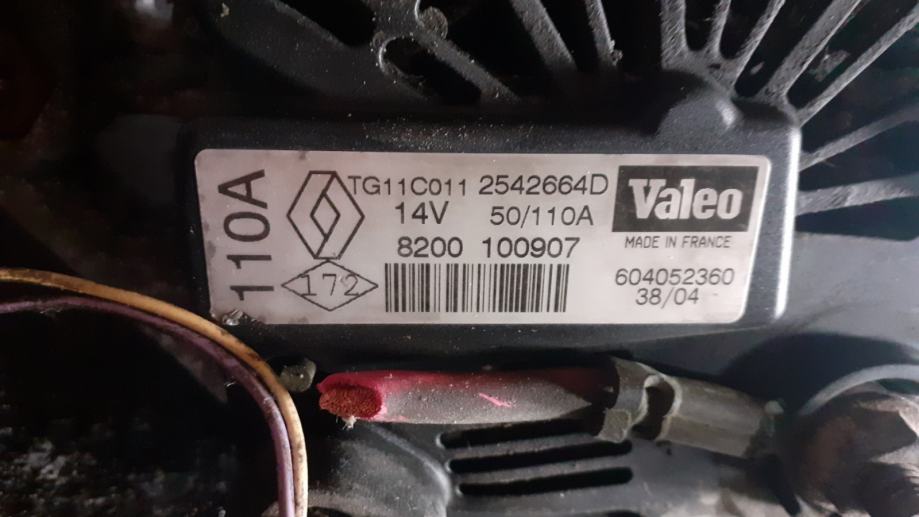 110A
TG11C011 2542664D
14V 50/110A
8200 100907
172
Valeo
MADE IN FRANCE
604052360
38/04